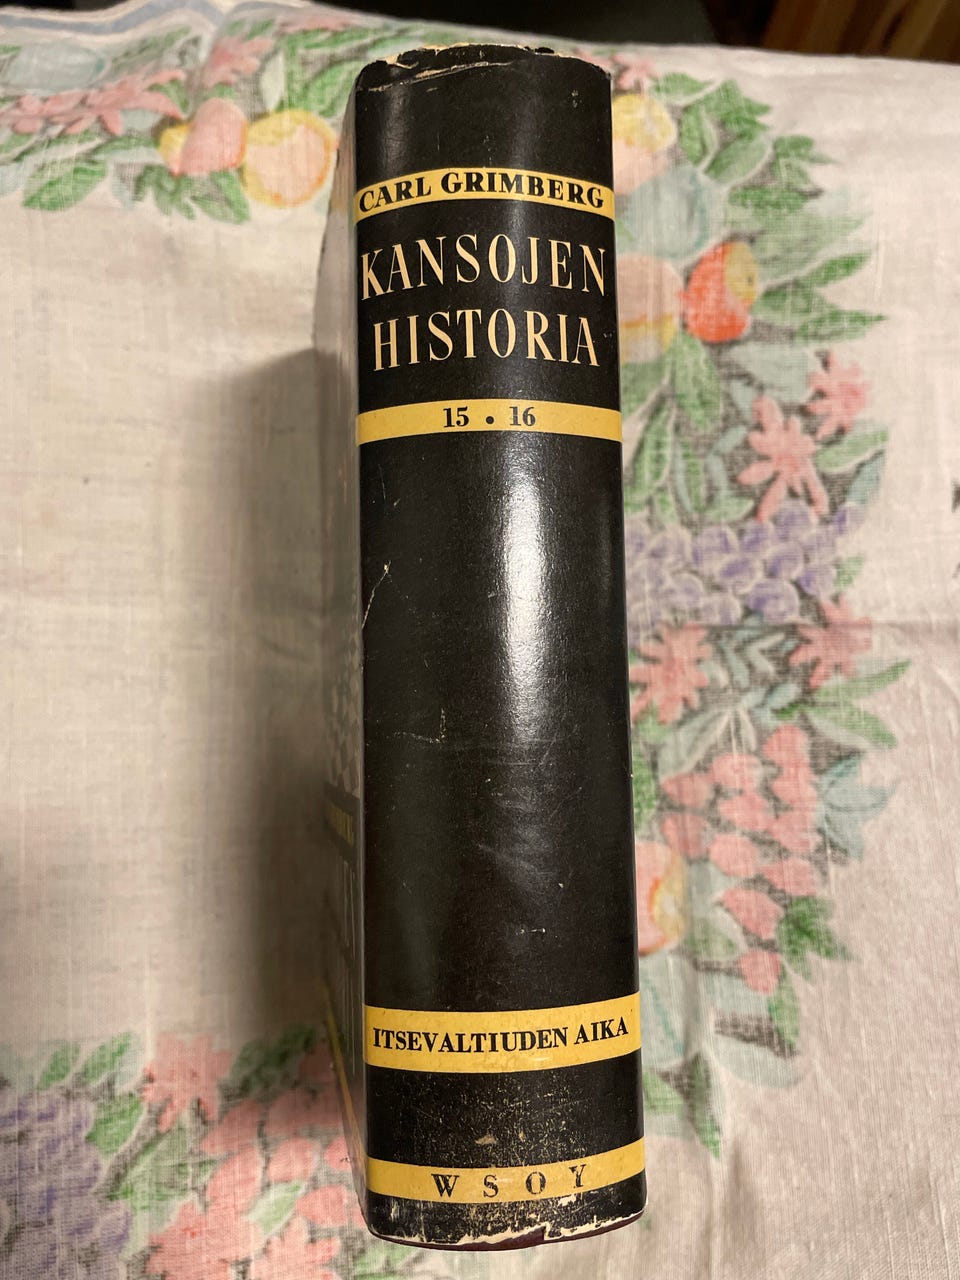 CARL GRIMBERG
KANSOJEN
HISTORIA
15 • 16
ITSEVALTIUDEN AIKA
WSOY